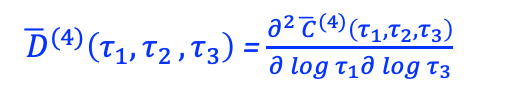 D̅⁽⁴⁾(τ₁, τ₂ , τ₃) = ∂² C̅⁽⁴⁾(τ₁,τ₂,τ₃) / ∂ log τ₁∂ log τ₃